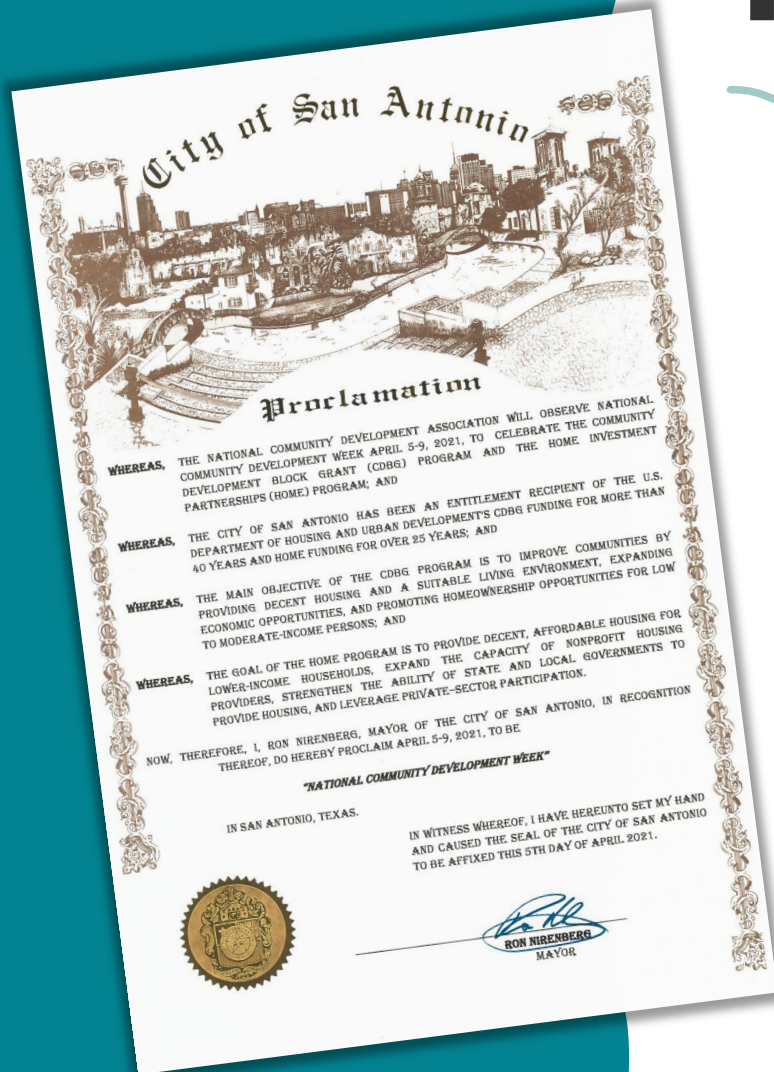 City of San Antonio
Proclamation
WHEREAS, THE NATIONAL COMMUNITY DEVELOPMENT ASSOCIATION WILL OBSERVE NATIONAL
COMMUNITY DEVELOPMENT WEEK APRIL 5-9, 2021, TO CELEBRATE THE COMMUNITY
DEVELOPMENT BLOCK GRANT (CDBG) PROGRAM AND THE HOME INVESTMENT
PARTNERSHIPS (HOME) PROGRAM; AND
WHEREAS, THE CITY OF SAN ANTONIO HAS BEEN AN ENTITLEMENT RECIPIENT OF THE U.S.
DEPARTMENT OF HOUSING AND URBAN DEVELOPMENT'S CDBG FUNDING FOR MORE THAN
40 YEARS AND HOME FUNDING FOR OVER 25 YEARS; AND
WHEREAS, THE MAIN OBJECTIVE OF THE CDBG PROGRAM IS TO IMPROVE COMMUNITIES BY
PROVIDING DECENT HOUSING AND A SUITABLE LIVING ENVIRONMENT, EXPANDING
ECONOMIC OPPORTUNITIES, AND PROMOTING HOMEOWNERSHIP OPPORTUNITIES FOR LOW
TO MODERATE-INCOME PERSONS; AND
WHEREAS, THE GOAL OF THE HOME PROGRAM IS TO PROVIDE DECENT, AFFORDABLE HOUSING FOR
LOWER-INCOME HOUSEHOLDS, EXPAND THE CAPACITY OF NONPROFIT HOUSING
PROVIDERS, STRENGTHEN THE ABILITY OF STATE AND LOCAL GOVERNMENTS TO
PROVIDE HOUSING, AND LEVERAGE PRIVATE-SECTOR PARTICIPATION.
NOW, THEREFORE, I, RON NIRENBERG, MAYOR OF THE CITY OF SAN ANTONIO, IN RECOGNITION
THEREOF, DO HEREBY PROCLAIM APRIL 5-9, 2021, TO BE
"NATIONAL COMMUNITY DEVELOPMENT WEEK"
IN SAN ANTONIO, TEXAS.
IN WITNESS WHEREOF, I HAVE HEREUNTO SET MY HAND
AND CAUSED THE SEAL OF THE CITY OF SAN ANTONIO
TO BE AFFIXED THIS 5TH DAY OF APRIL 2021.
RON NIRENBERG
MAYOR